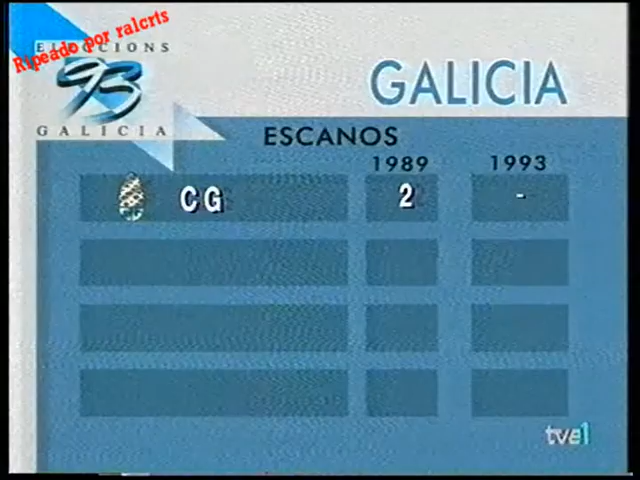 ELECCIONS
Ripeado por ralcrts
93
GALICIA
GALICIA
ESCANOS
1989 1993
CG 2 -
tve1